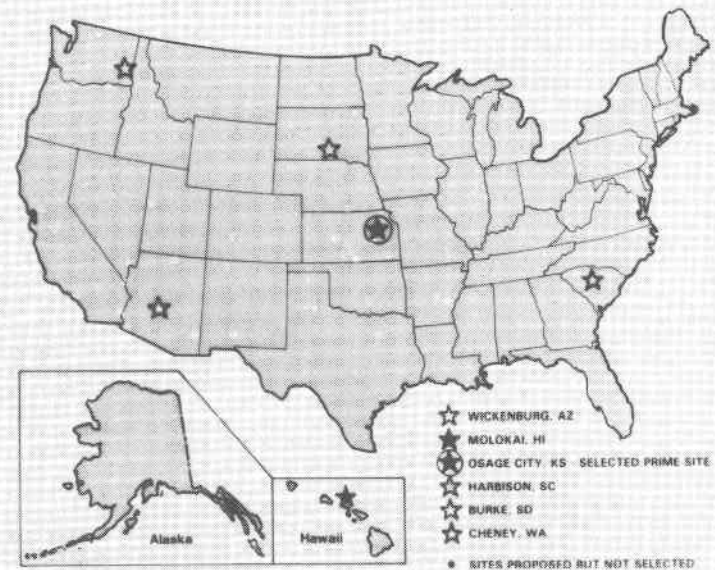 WICKENBURG, AZ
MOLOKAI, HI
OSAGE CITY, KS SELECTED PRIME SITE
HARBISON, SC
BURKE, SD
CHENEY, WA
SITES PROPOSED BUT NOT SELECTED
Alaska
Hawaii